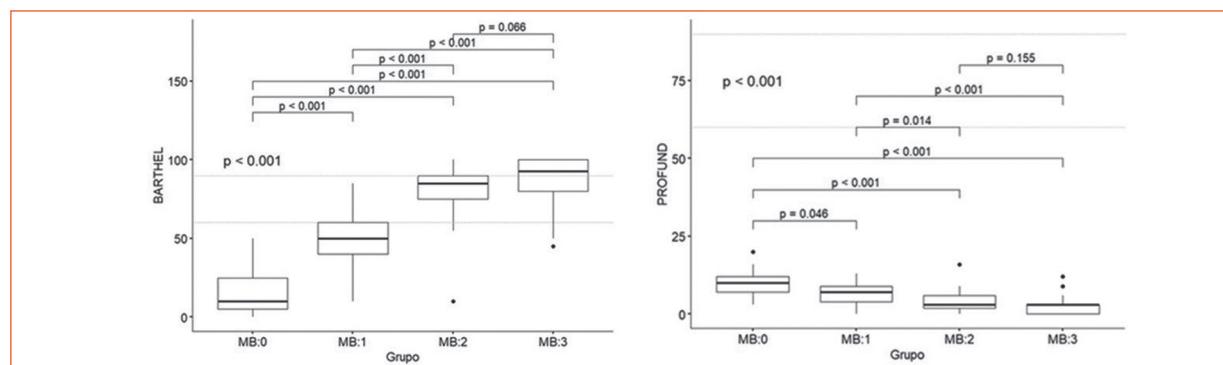 p = 0.066
p < 0.001
p < 0.001
150
p < 0.001
p < 0.001
p < 0.001
100
p < 0.001
BARTHEL
50
0
MB:0 MB:1 MB:2 MB:3
Grupo
p = 0.155
75
p < 0.001
p < 0.001
p = 0.014
50
p < 0.001
PROFUND
p < 0.001
25
p = 0.046
0
MB:0 MB:1 MB:2 MB:3
Grupo